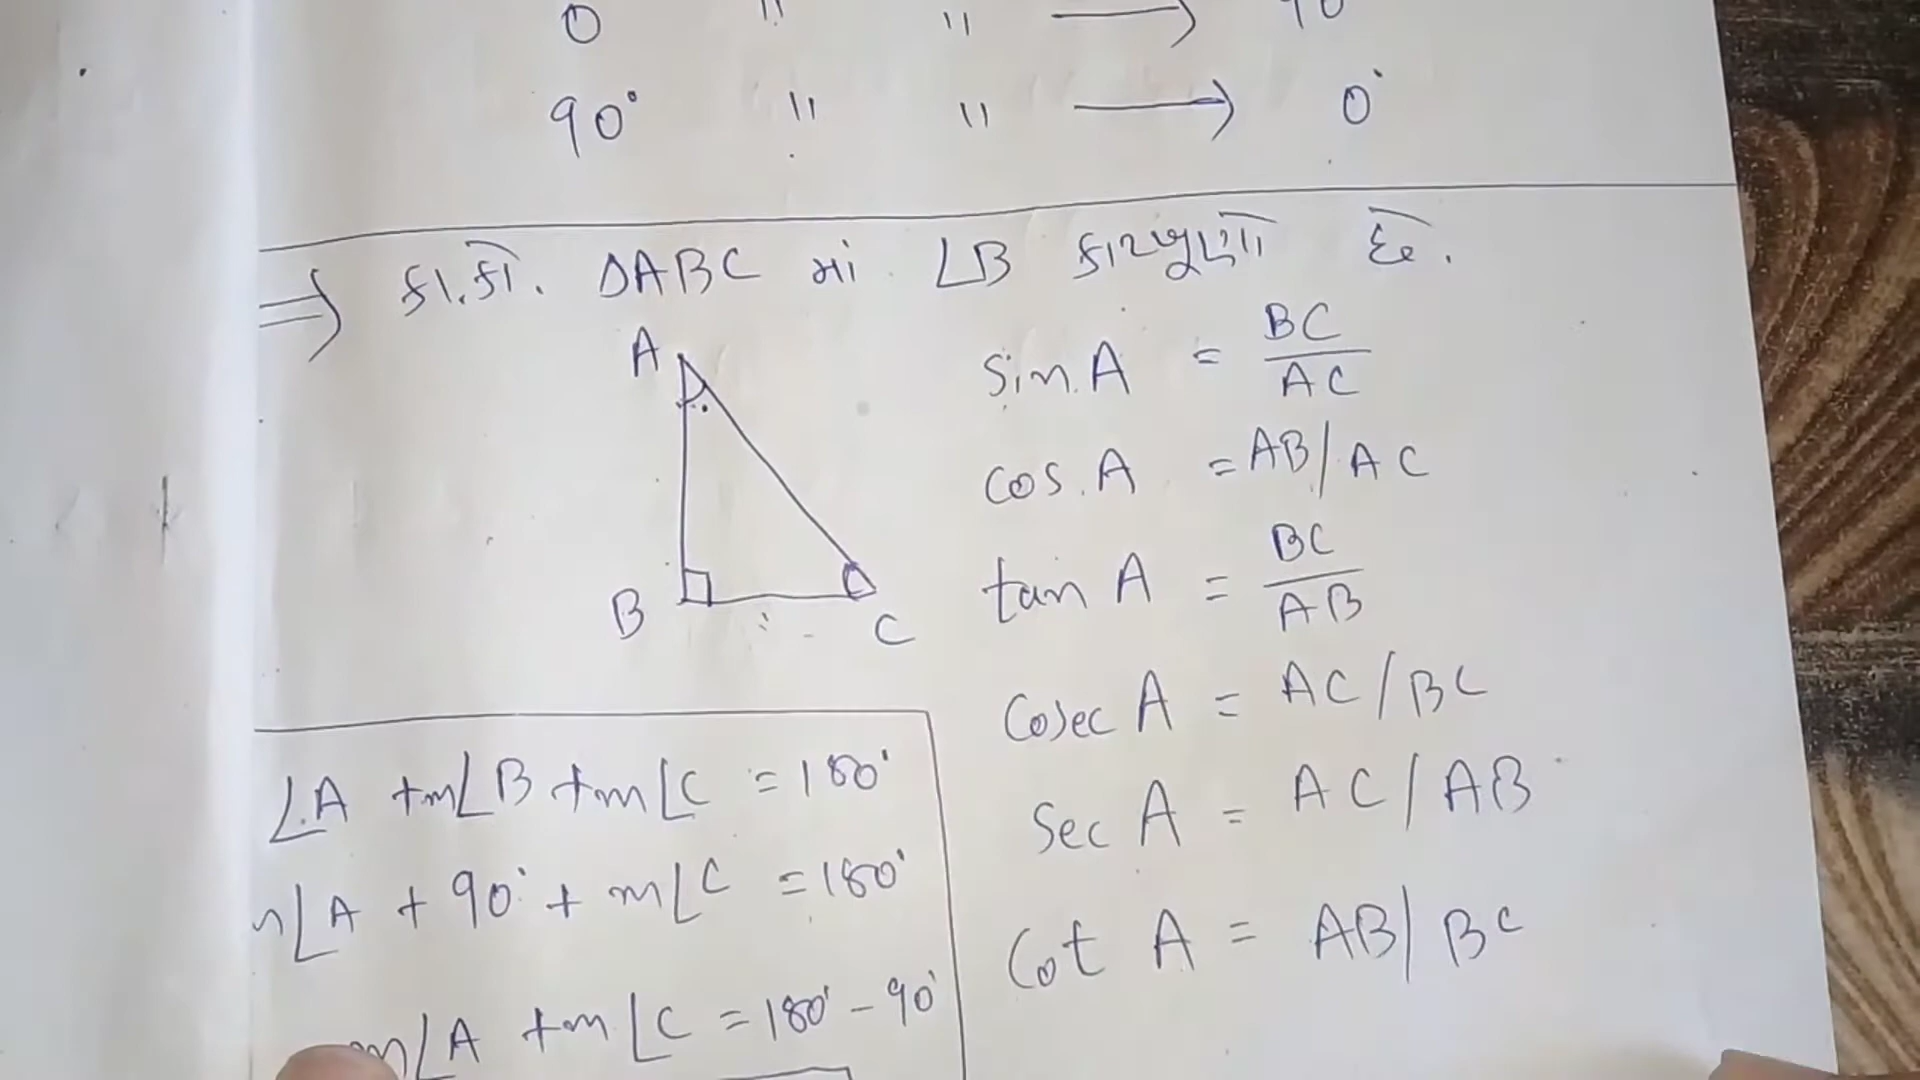 0 " " → 90
90° " " → 0°
⇒ કા.કો. ΔABC માં ∠B કાટખૂણો છે.
A
B
C
sin A = BC/AC
cos A = AB/AC
tan A = BC/AB
Cosec A = AC/BC
Sec A = AC/AB
Cot A = AB/BC
∠A +m∠B +m∠C = 180°
m∠A + 90° + m∠C = 180°
m∠A +m∠C = 180° - 90°